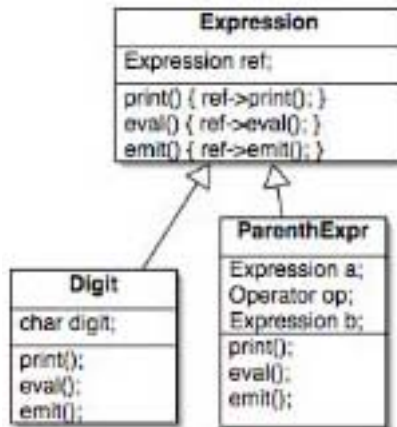 Expression
Expression ref;
print() { ref->print(); }
eval() { ref->eval(); }
emit() { ref->emit(); }
Digit
char digit;
print();
eval();
emit();
ParenthExpr
Expression a;
Operator op;
Expression b;
print();
eval();
emit();